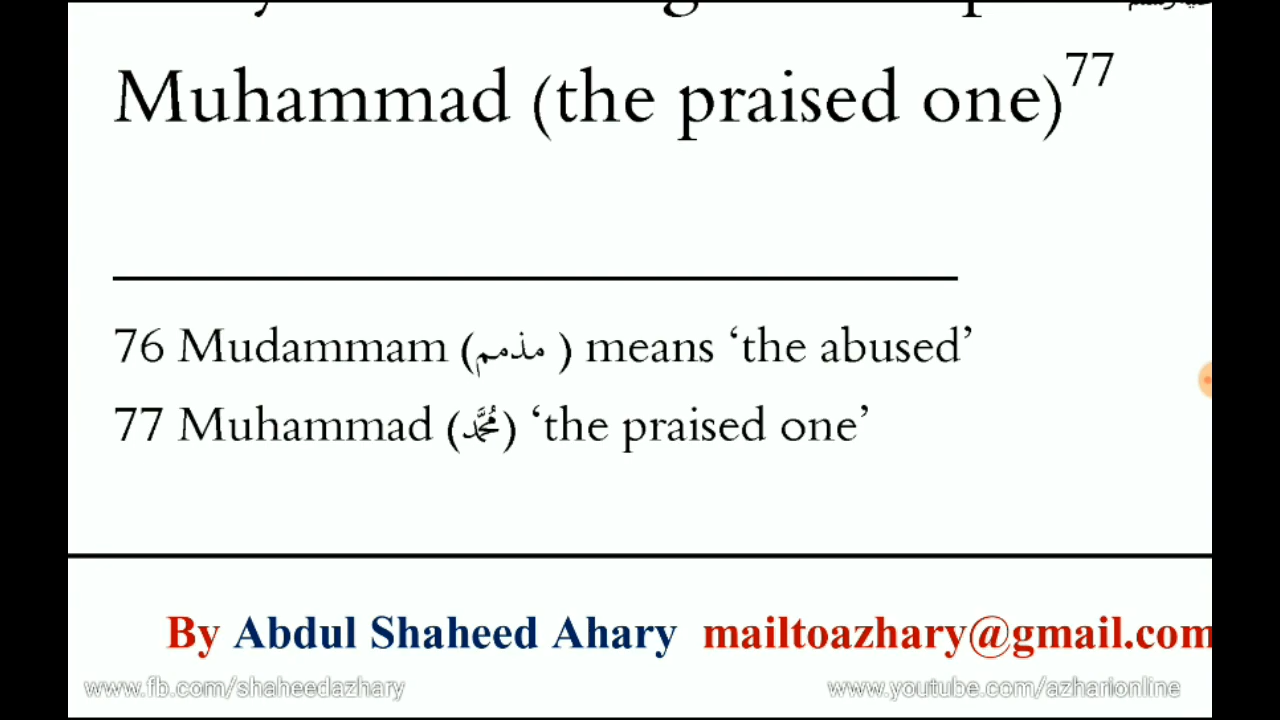 Muhammad (the praised one)77
76 Mudammam (مذمم ) means ‘the abused’
77 Muhammad (مُحَمَّد) ‘the praised one’
By Abdul Shaheed Ahary mailtoazhary@gmail.com
www.fb.com/shaheedazhary www.youtube.com/azharionline